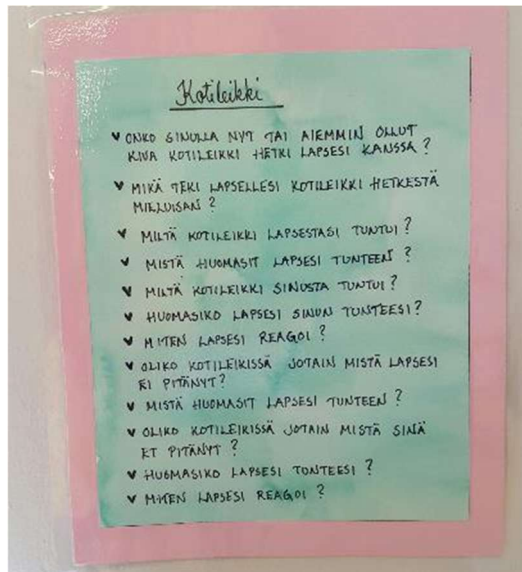 Kotileikki
♥ ONKO SINULLA NYT TAI AIEMMIN OLLUT
KIVA KOTILEIKKI HETKI LAPSESI KANSSA?
♥ MIKÄ TEKI LAPSELLESI KOTILEIKKI HETKESTÄ
MIELUISAN?
♥ MILTÄ KOTILEIKKI LAPSESTASI TUNTUI?
♥ MISTÄ HUOMASIT LAPSESI TUNTEEN?
♥ MILTÄ KOTILEIKKI SINUSTA TUNTUI?
♥ HUOMASIKO LAPSESI SINUN TUNTEESI?
♥ MITEN LAPSESI REAGOI?
♥ OLIKO KOTILEIKISSÄ JOTAIN MISTÄ LAPSESI
EI PITÄNYT?
♥ MISTÄ HUOMASIT LAPSESI TUNTEEN?
♥ OLIKO KOTILEIKISSÄ JOTAIN MISTÄ SINÄ
ET PITÄNYT?
♥ HUOMASIKO LAPSESI TUNTEESI?
♥ MITEN LAPSESI REAGOI?